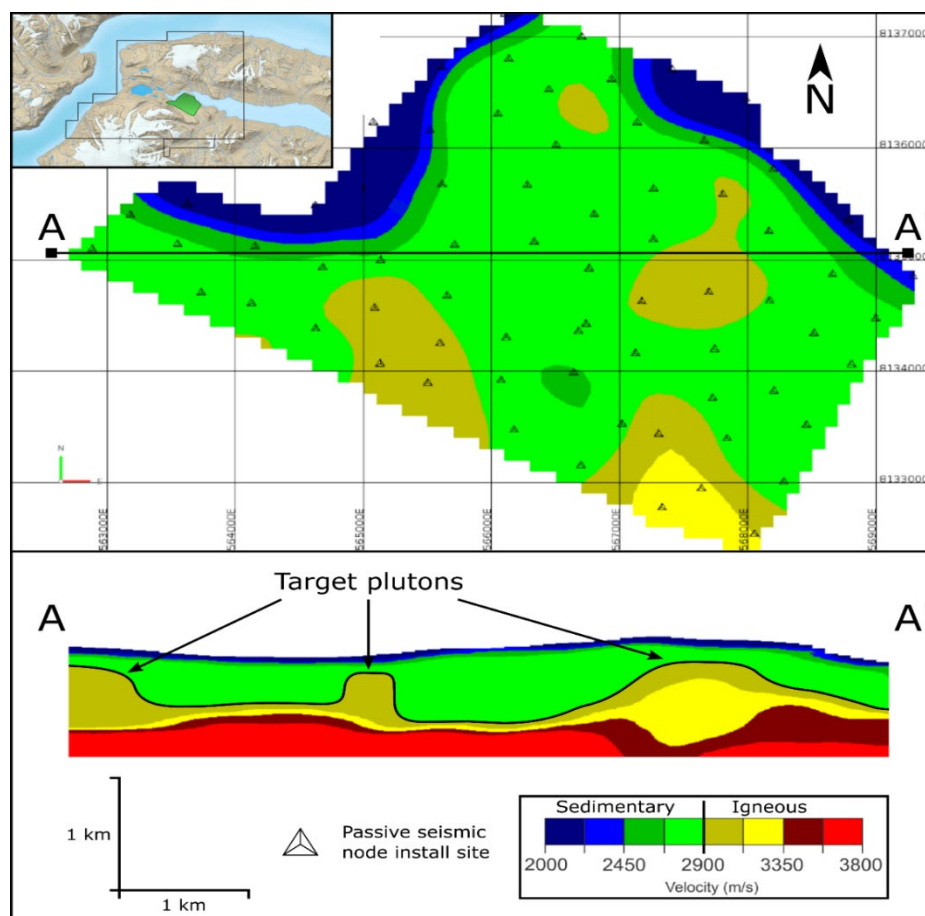 N
8137000
8136000
A
A
8135000
8134000
N
E
8133000
563000E
564000E
565000E
566000E
567000E
568000E
569000E
Target plutons
A
A
1 km
1 km
Passive seismic
node install site
Sedimentary Igneous
2000 2450 2900 3350 3800
Velocity (m/s)